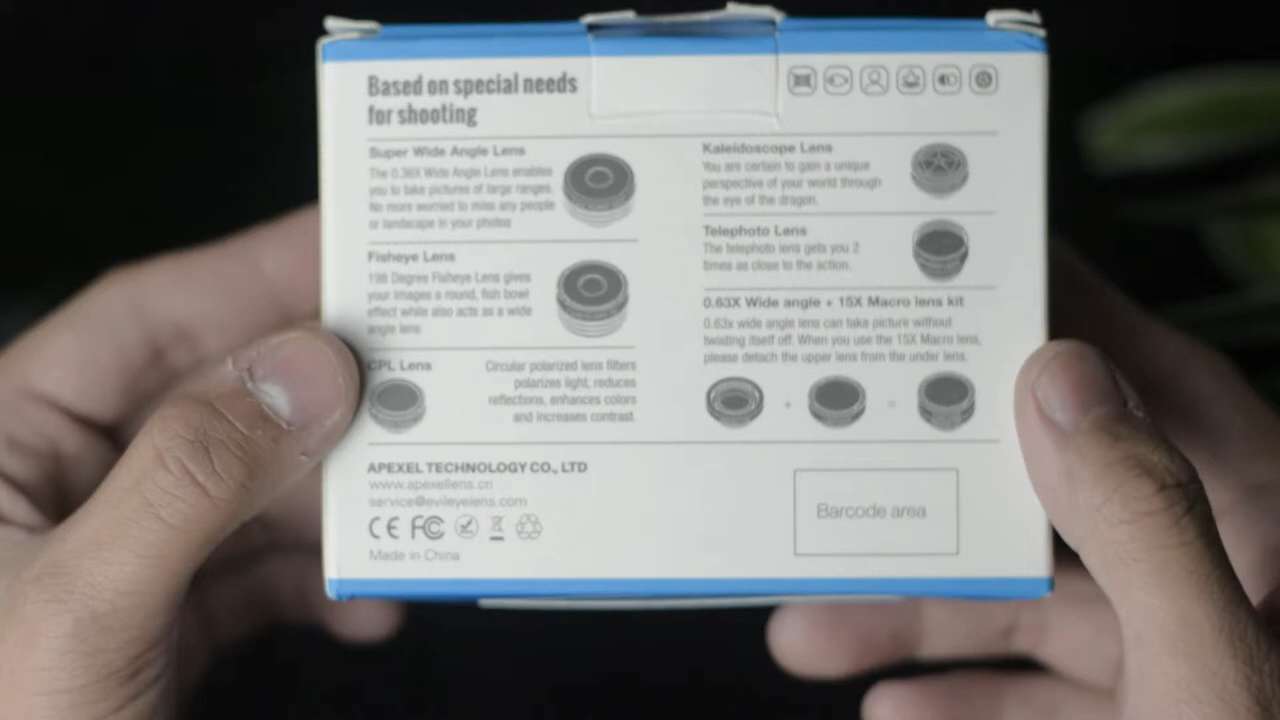 Based on special needs
for shooting
Super Wide Angle Lens
The 0.36X Wide Angle Lens enables
you to take pictures of large ranges.
No more worried to miss any people
or landscape in your photos
Fisheye Lens
198 Degree Fisheye Lens gives
your images a round, fish bowl
effect while also acts as a wide
angle lens
CPL Lens
Circular polarized lens filters
polarizes light, reduces
reflections, enhances colors
and increases contrast.
Kaleidoscope Lens
You are certain to gain a unique
perspective of your world through
the eye of the dragon.
Telephoto Lens
The telephoto lens gets you 2
times as close to the action.
0.63X Wide angle + 15X Macro lens kit
0.63x wide angle lens can take picture without
twisting itself off. When you use the 15X Macro lens,
please detach the upper lens from the under lens.
+ =
APEXEL TECHNOLOGY CO., LTD
www.apexellens.cn
service@evileyelens.com
CE FC
Made in China
Barcode area